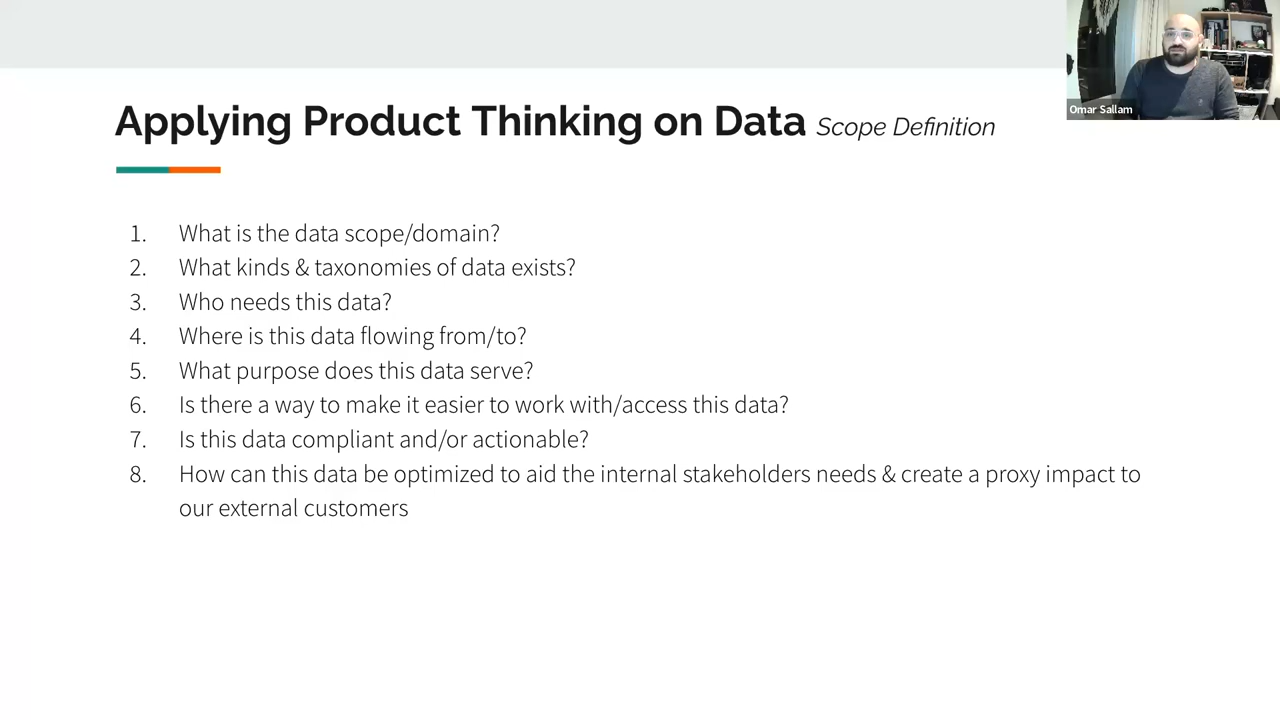 Applying Product Thinking on Data Scope Definition
Omar Sallam
1. What is the data scope/domain?
2. What kinds & taxonomies of data exists?
3. Who needs this data?
4. Where is this data flowing from/to?
5. What purpose does this data serve?
6. Is there a way to make it easier to work with/access this data?
7. Is this data compliant and/or actionable?
8. How can this data be optimized to aid the internal stakeholders needs & create a proxy impact to
our external customers